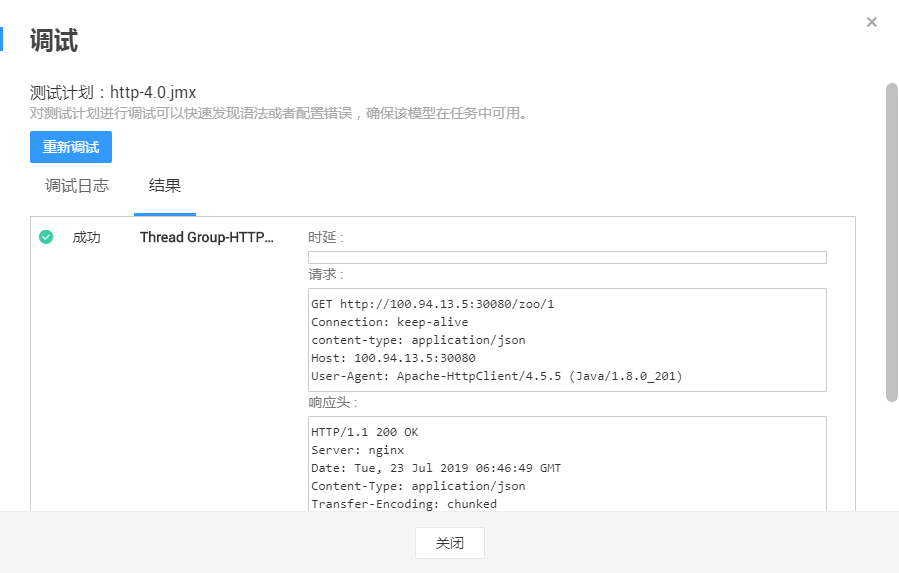 调试
测试计划：http-4.0.jmx
对测试计划进行调试可以快速发现语法或者配置错误，确保该模型在任务中可用。
重新调试
调试日志 结果
成功 Thread Group-HTTP... 时延 :
请求 :
GET http://100.94.13.5:30080/zoo/1
Connection: keep-alive
content-type: application/json
Host: 100.94.13.5:30080
User-Agent: Apache-HttpClient/4.5.5 (Java/1.8.0_201)
响应头 :
HTTP/1.1 200 OK
Server: nginx
Date: Tue, 23 Jul 2019 06:46:49 GMT
Content-Type: application/json
Transfer-Encoding: chunked
关闭